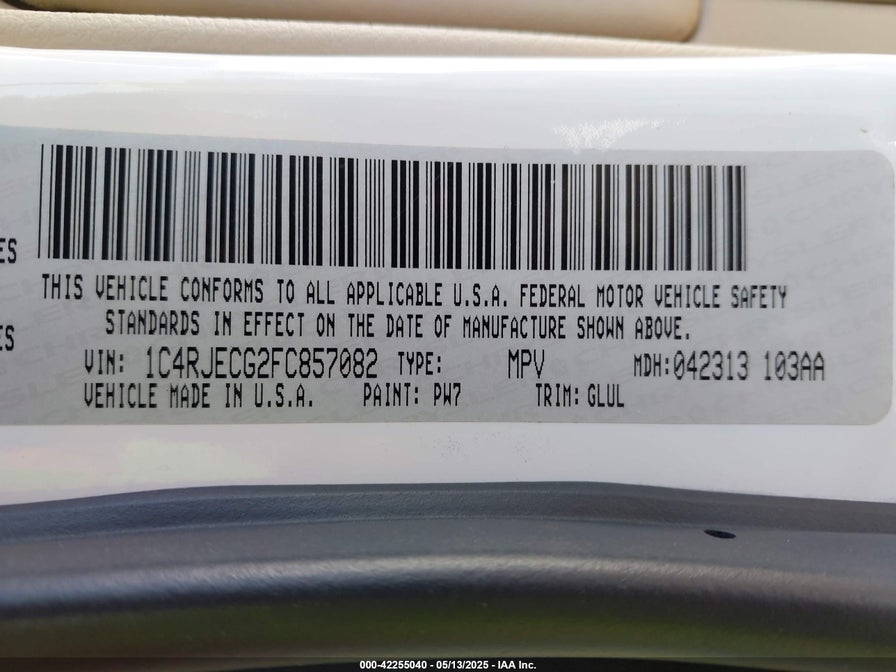 ES
THIS VEHICLE CONFORMS TO ALL APPLICABLE U.S.A. FEDERAL MOTOR VEHICLE SAFETY
STANDARDS IN EFFECT ON THE DATE OF MANUFACTURE SHOWN ABOVE.
ES
VIN: 1C4RJECG2FC857082 TYPE: MPV MDH:042313 103AA
VEHICLE MADE IN U.S.A. PAINT: PW7 TRIM: GLUL
000-42255040 - 05/13/2025 - IAA Inc.